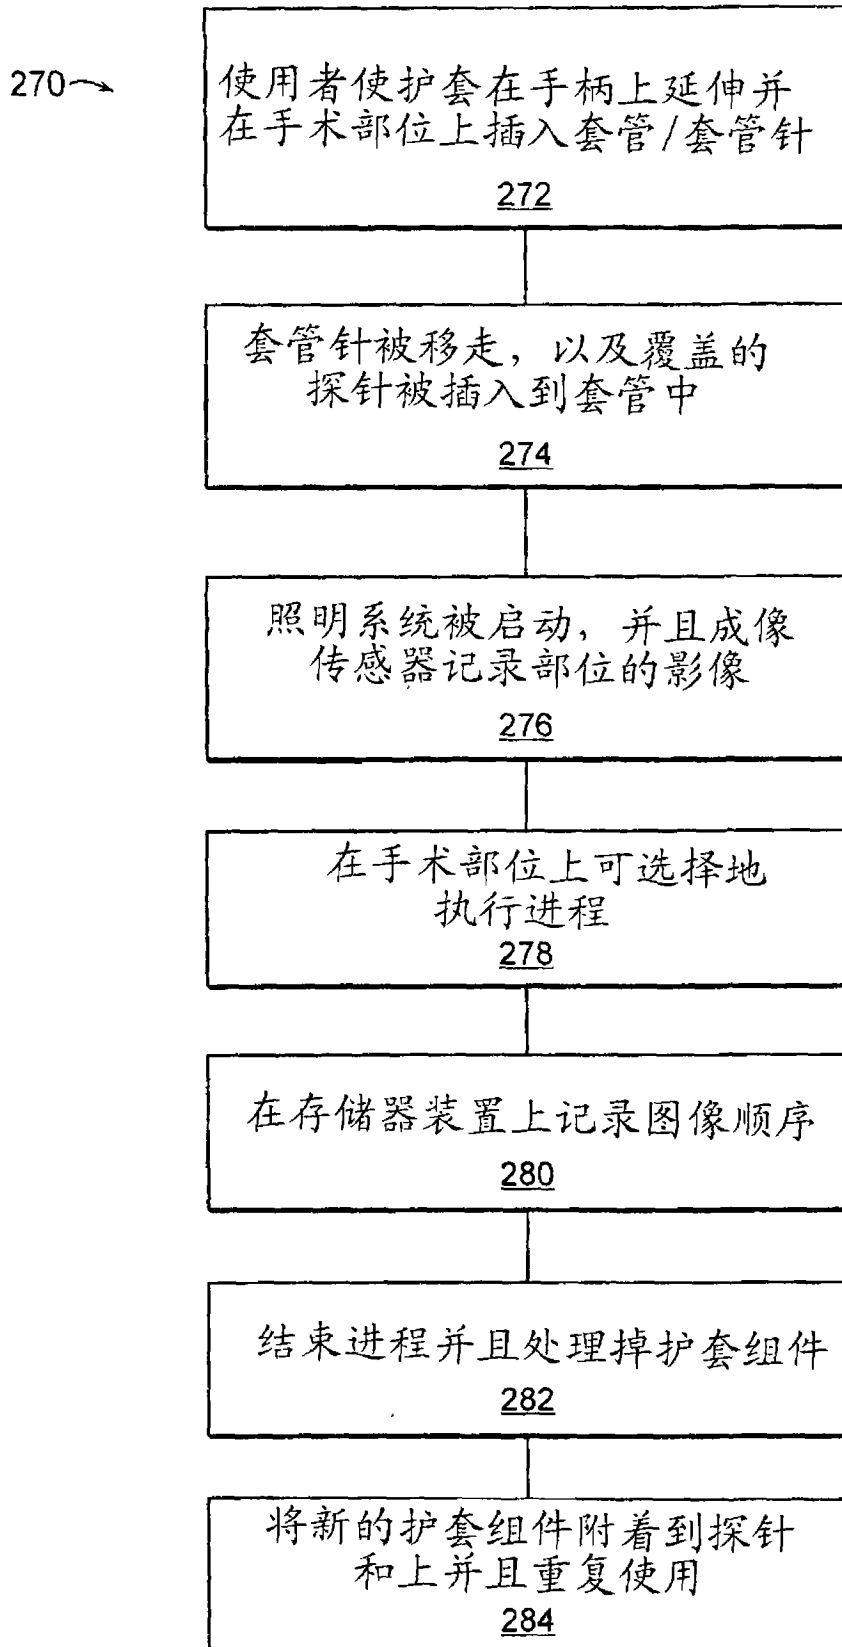 270
使用者使护套在手柄上延伸并
在手术部位上插入套管/套管针
272
套管针被移走，以及覆盖的
探针被插入到套管中
274
照明系统被启动，并且成像
传感器记录部位的影像
276
在手术部位上可选择地
执行进程
278
在存储器装置上记录图像顺序
280
结束进程并且处理掉护套组件
282
将新的护套组件附着到探针
和上并且重复使用
284